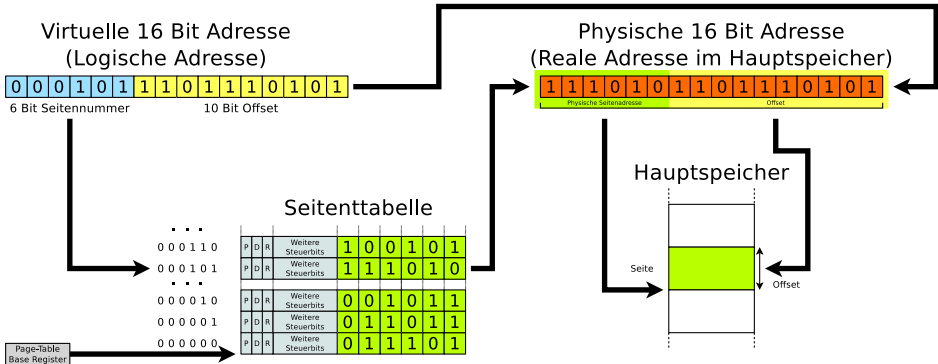 Virtuelle 16 Bit Adresse
(Logische Adresse)
0 0 0 1 0 1 1 1 0 1 1 1 0 1 0 1
6 Bit Seitennummer
10 Bit Offset
Physische 16 Bit Adresse
(Reale Adresse im Hauptspeicher)
1 1 1 0 1 0 1 1 0 1 1 1 0 1 0 1
Physische Seitenadresse
Offset
Seitenttabelle
. . .
0 0 0 1 1 0
P D R Weitere Steuerbits 1 0 0 1 0 1
0 0 0 1 0 1
P D R Weitere Steuerbits 1 1 1 0 1 0
. . .
0 0 0 0 1 0
P D R Weitere Steuerbits 0 0 1 0 1 1
0 0 0 0 0 1
P D R Weitere Steuerbits 0 1 1 0 1 1
0 0 0 0 0 0
P D R Weitere Steuerbits 0 1 1 1 0 1
Page-Table
Base Register
Hauptspeicher
Seite
Offset